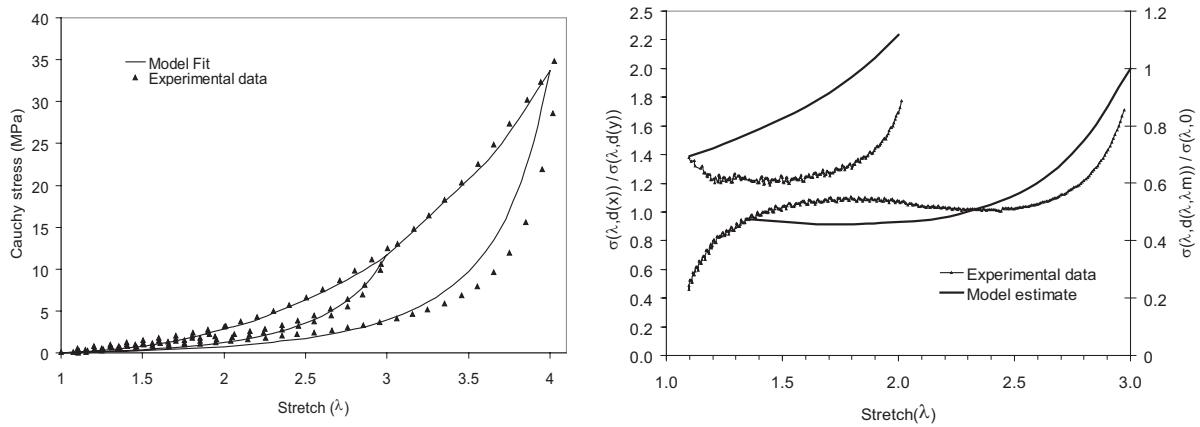 40
35
30
25
20
15
10
5
0
Cauchy stress (MPa)
Model Fit
Experimental data
1 1.5 2 2.5 3 3.5 4
Stretch (λ)
2.5
2.2
2.0
1.8
1.6
1.4
1.2
1.0
0.8
0.6
0.4
0.2
0.0
σ(λ,d(x)) / σ(λ,d(y))
Experimental data
Model estimate
1.2
1
0.8
0.6
0.4
0.2
0
σ(λ,d(λ,λm)) / σ(λ,0)
1.0 1.5 2.0 2.5 3.0
Stretch(λ)